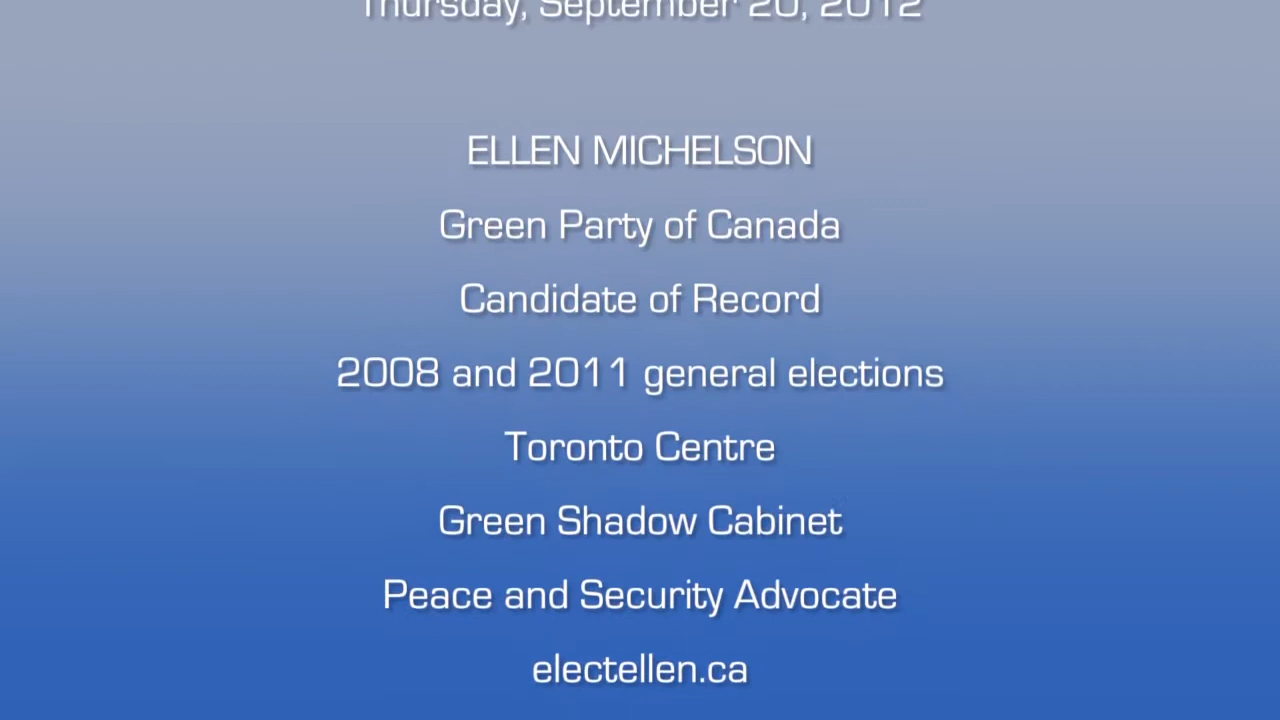 Thursday, September 20, 2012
ELLEN MICHELSON
Green Party of Canada
Candidate of Record
2008 and 2011 general elections
Toronto Centre
Green Shadow Cabinet
Peace and Security Advocate
electellen.ca